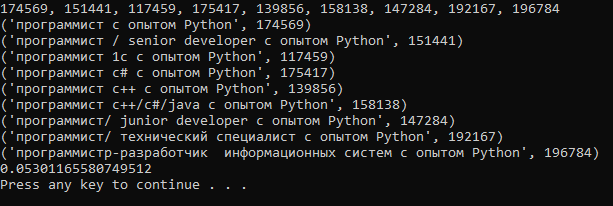 174569, 151441, 117459, 175417, 139856, 158138, 147284, 192167, 196784
('программист с опытом Python', 174569)
('программист / senior developer с опытом Python', 151441)
('программист 1c с опытом Python', 117459)
('программист c# с опытом Python', 175417)
('программист c++ с опытом Python', 139856)
('программист c++/c#/java с опытом Python', 158138)
('программист/ junior developer с опытом Python', 147284)
('программист/ технический специалист с опытом Python', 192167)
('программистр-разработчик  информационных систем с опытом Python', 196784)
0.05301165580749512
Press any key to continue . . .